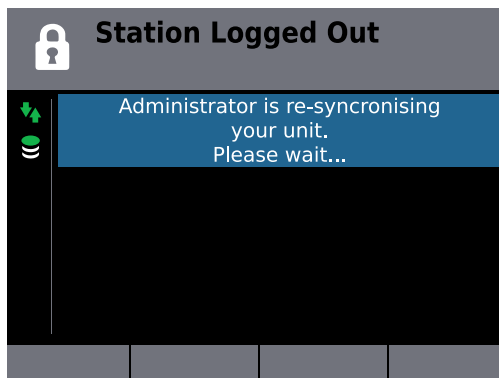 Station Logged Out
Administrator is re-syncronising
your unit.
Please wait...